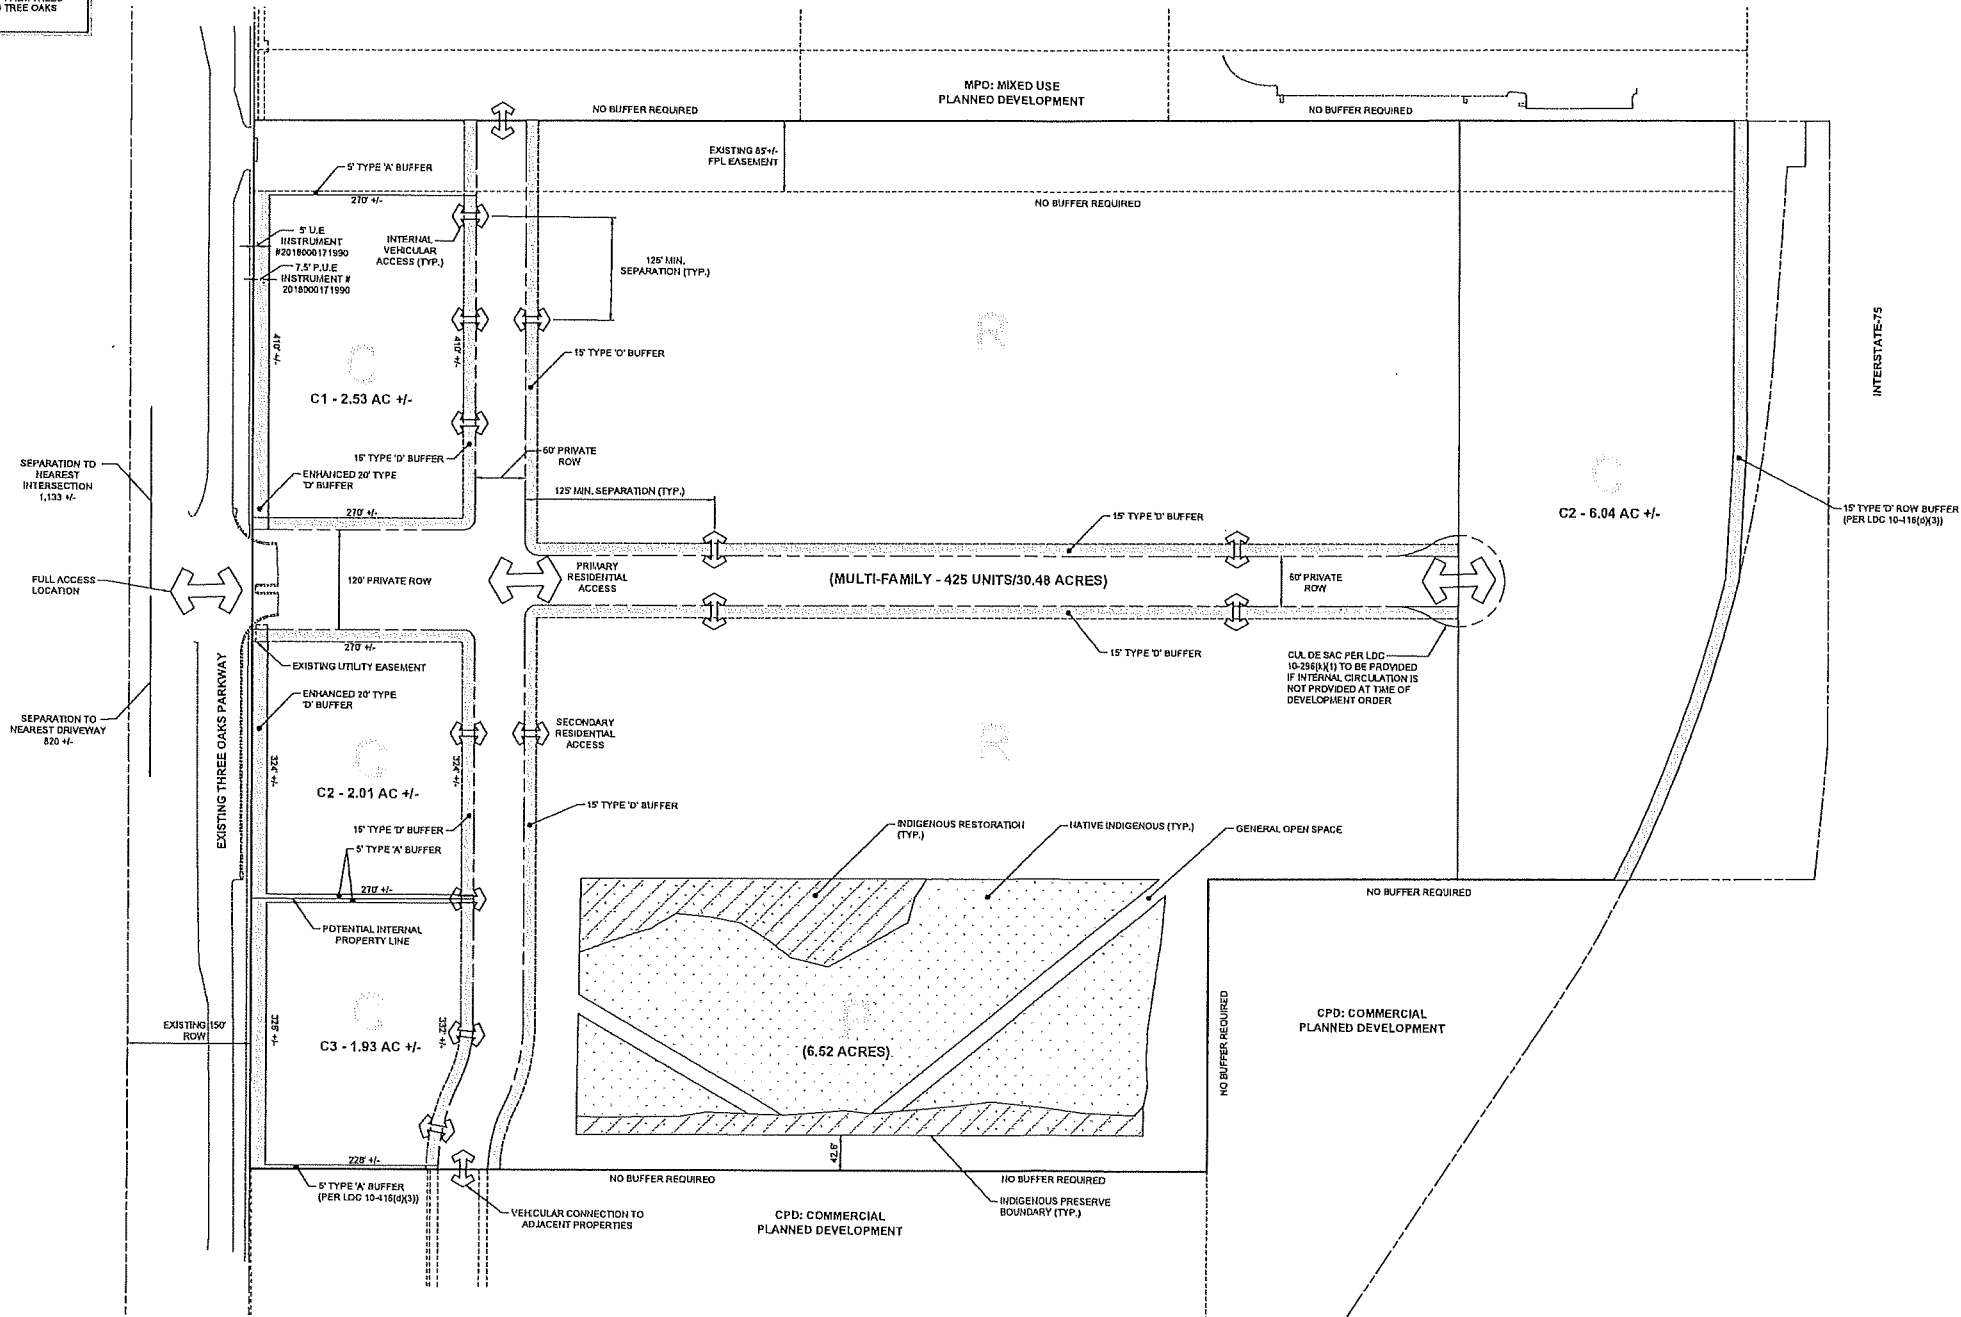 TREE OAKS
MPD: MIXED USE
PLANNED DEVELOPMENT
NO BUFFER REQUIRED
NO BUFFER REQUIRED
EXISTING 85'+/-
FPL EASEMENT
5' TYPE 'A' BUFFER
270' +/-
NO BUFFER REQUIRED
5' U.E
INSTRUMENT
#2018000171990
7.5' P.U.E
INSTRUMENT #
2018000171990
INTERNAL
VEHICULAR
ACCESS (TYP.)
125' MIN.
SEPARATION (TYP.)
INTERSTATE-75
R
410' +/-
410' +/-
15' TYPE 'D' BUFFER
C
C1 - 2.53 AC +/-
15' TYPE 'D' BUFFER
60' PRIVATE
ROW
SEPARATION TO
NEAREST
INTERSECTION
1,133 +/-
ENHANCED 20' TYPE
'D' BUFFER
125' MIN. SEPARATION (TYP.)
270' +/-
15' TYPE 'D' BUFFER
C
C2 - 6.04 AC +/-
15' TYPE 'D' ROW BUFFER
(PER LDC 10-416(d)(3))
FULL ACCESS
LOCATION
120' PRIVATE ROW
PRIMARY
RESIDENTIAL
ACCESS
(MULTI-FAMILY - 425 UNITS/30.48 ACRES)
60' PRIVATE
ROW
270' +/-
EXISTING UTILITY EASEMENT
15' TYPE 'D' BUFFER
CUL DE SAC PER LDC
10-296(k)(1) TO BE PROVIDED
IF INTERNAL CIRCULATION IS
NOT PROVIDED AT TIME OF
DEVELOPMENT ORDER
ENHANCED 20' TYPE
'D' BUFFER
SEPARATION TO
NEAREST DRIVEWAY
820 +/-
EXISTING THREE OAKS PARKWAY
SECONDARY
RESIDENTIAL
ACCESS
R
324' +/-
324' +/-
C
C2 - 2.01 AC +/-
15' TYPE 'D' BUFFER
15' TYPE 'D' BUFFER
5' TYPE 'A' BUFFER
INDIGENOUS RESTORATION
(TYP.)
NATIVE INDIGENOUS (TYP.)
GENERAL OPEN SPACE
270' +/-
NO BUFFER REQUIRED
POTENTIAL INTERNAL
PROPERTY LINE
C
C3 - 1.93 AC +/-
328' +/-
332' +/-
EXISTING 150'
ROW
P
(6.52 ACRES)
NO BUFFER REQUIRED
CPD: COMMERCIAL
PLANNED DEVELOPMENT
42.6'
228' +/-
5' TYPE 'A' BUFFER
(PER LDC 10-416(d)(3))
NO BUFFER REQUIRED
NO BUFFER REQUIRED
VEHICULAR CONNECTION TO
ADJACENT PROPERTIES
INDIGENOUS PRESERVE
BOUNDARY (TYP.)
CPD: COMMERCIAL
PLANNED DEVELOPMENT